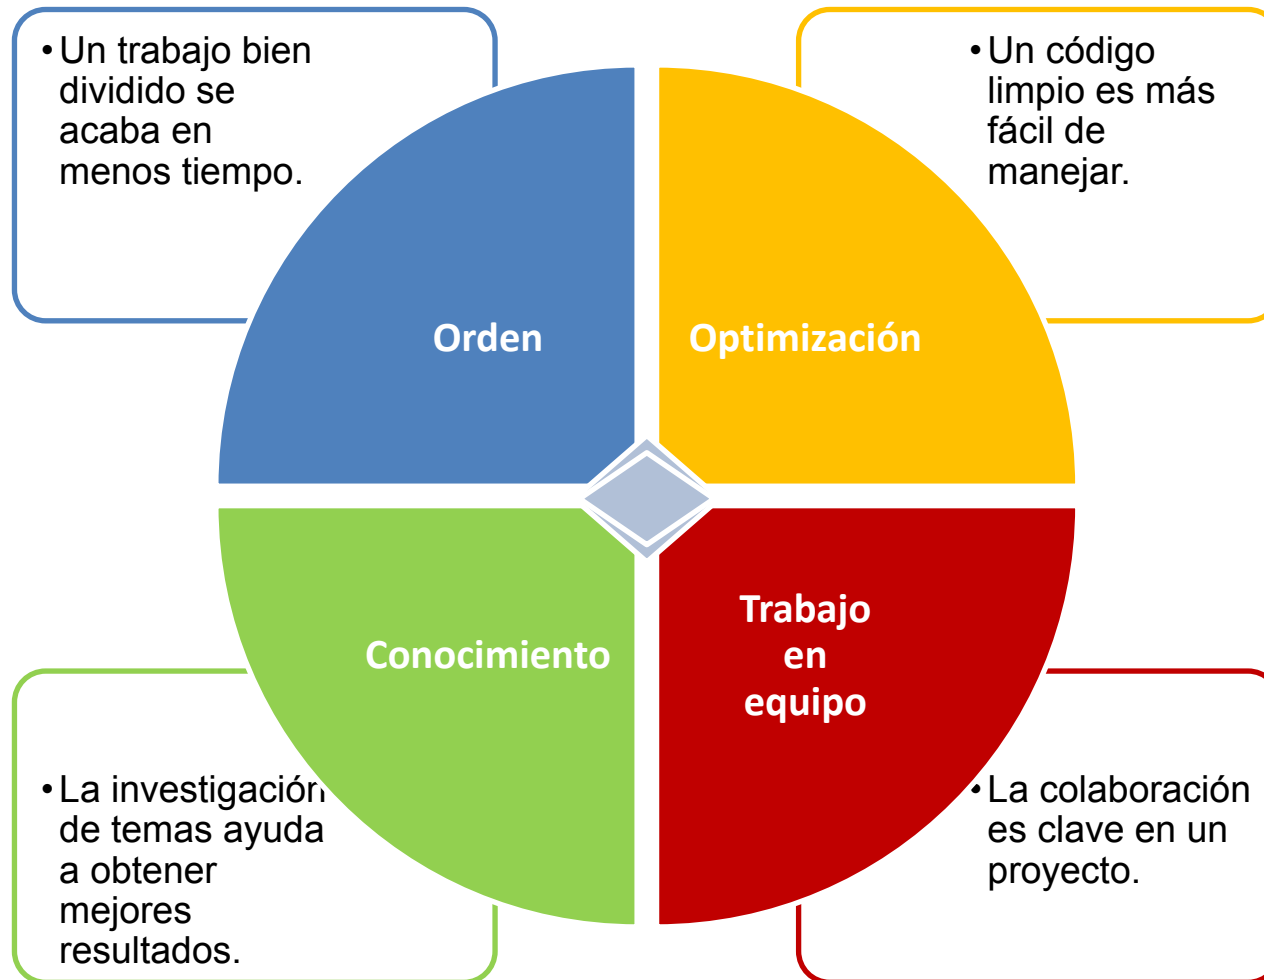 •Un trabajo bien
dividido se
acaba en
menos tiempo.
•Un código
limpio es más
fácil de
manejar.
Orden
Optimización
Conocimiento
Trabajo
en
equipo
•La investigación
de temas ayuda
a obtener
mejores
resultados.
•La colaboración
es clave en un
proyecto.